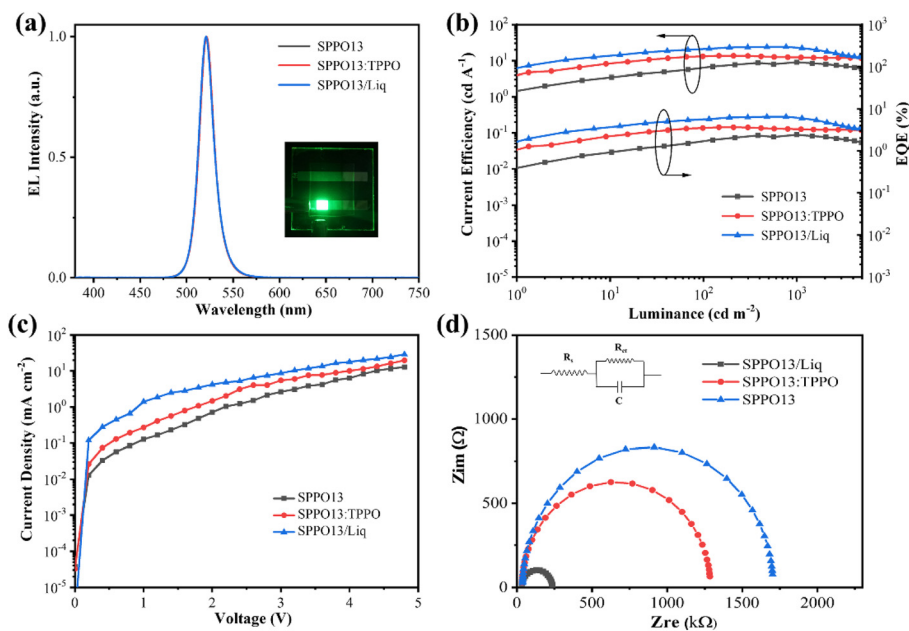 (a)
EL Intensity (a.u.)
1.0
0.5
0.0
SPPO13
SPPO13:TPPO
SPPO13/Liq
400 450 500 550 600 650 700 750
Wavelength (nm)
(b)
Current Efficiency (cd A⁻¹)
10²
10¹
10⁰
10⁻¹
10⁻²
10⁻³
10⁻⁴
10⁻⁵
SPPO13
SPPO13:TPPO
SPPO13/Liq
10³
10²
10¹
10⁰
10⁻¹
10⁻²
10⁻³
EQE (%)
10⁰ 10¹ 10² 10³
Luminance (cd m⁻²)
(c)
Current Density (mA cm⁻²)
10²
10¹
10⁰
10⁻¹
10⁻²
10⁻³
10⁻⁴
10⁻⁵
SPPO13
SPPO13:TPPO
SPPO13/Liq
0 1 2 3 4 5
Voltage (V)
(d)
Zim (Ω)
1500
1000
500
0
C
SPPO13/Liq
SPPO13:TPPO
SPPO13
0 500 1000 1500 2000
Zre (kΩ)